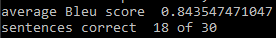 average Bleu score  0.843547471047
sentences correct  18 of 30